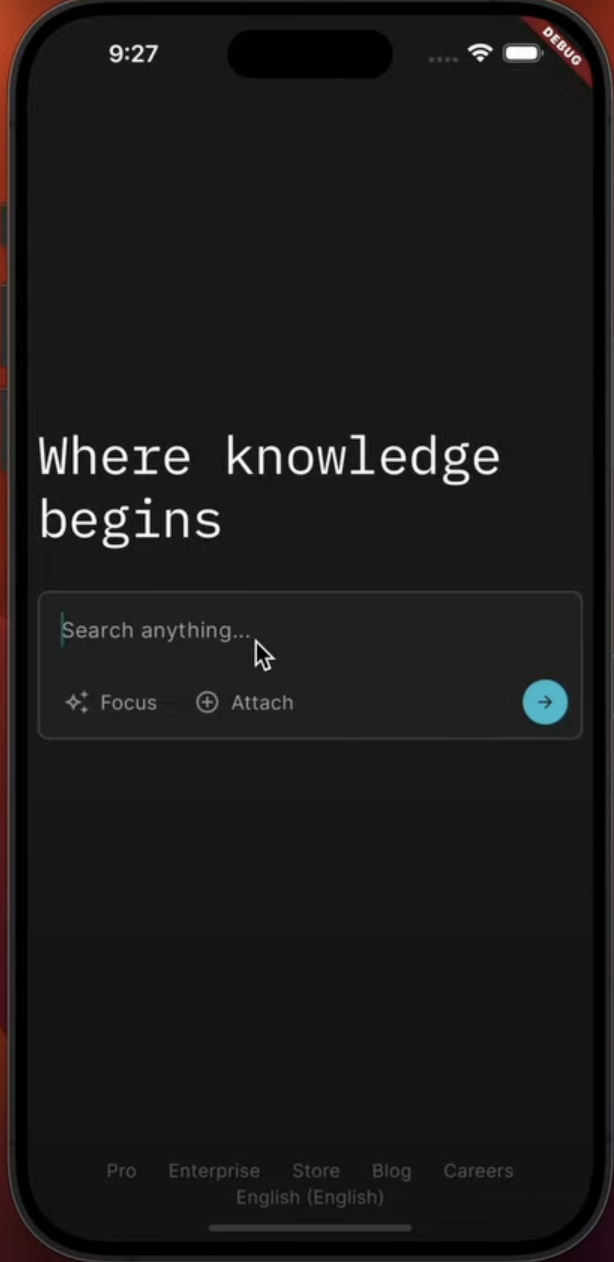 9:27
DEBUG
Where knowledge
begins
Search anything...
Focus Attach
Pro Enterprise Store Blog Careers
English (English)